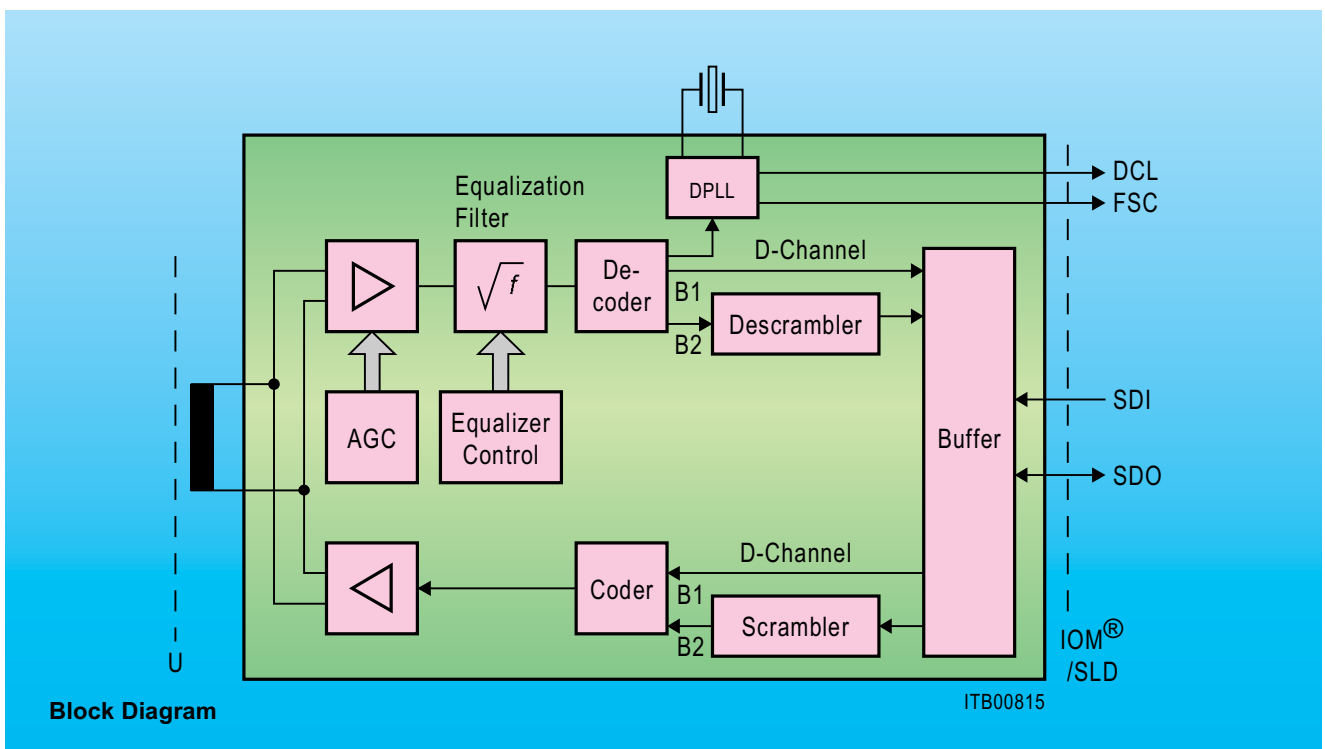 DPLL
DCL
FSC
Equalization
Filter
√f
De-
coder
D-Channel
B1
B2
Descrambler
AGC
Equalizer
Control
Buffer
SDI
SDO
Coder
D-Channel
B1
B2
Scrambler
U
IOM®
/SLD
ITB00815
Block Diagram